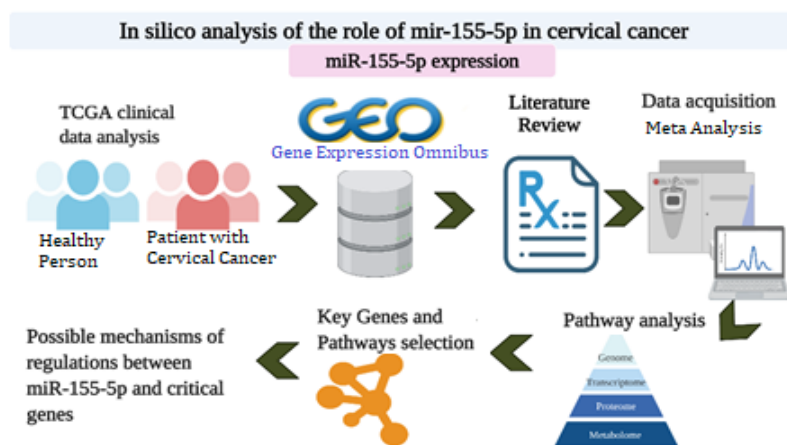 In silico analysis of the role of mir-155-5p in cervical cancer
miR-155-5p expression
TCGA clinical
data analysis
Healthy
Person
Patient with
Cervical Cancer
GEO
Gene Expression Omnibus
Literature
Review
Rx
Data acquisition
Meta Analysis
Pathway analysis
Genome
Transcriptome
Proteome
Metabolome
Key Genes and
Pathways selection
Possible mechanisms of
regulations between
miR-155-5p and critical
genes